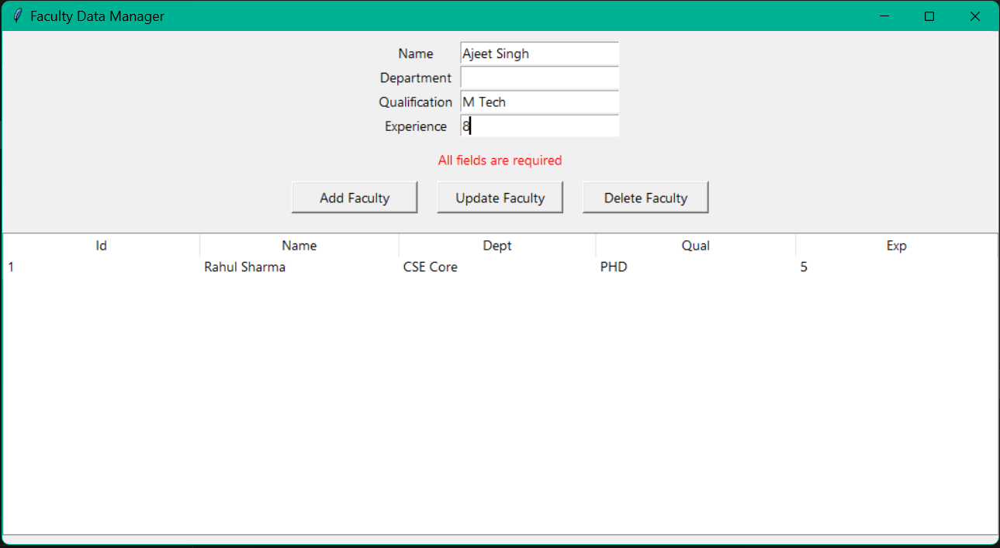 Faculty Data Manager
Name Ajeet Singh
Department
Qualification M Tech
Experience 8
All fields are required
Add Faculty Update Faculty Delete Faculty
Id Name Dept Qual Exp
1 Rahul Sharma CSE Core PHD 5